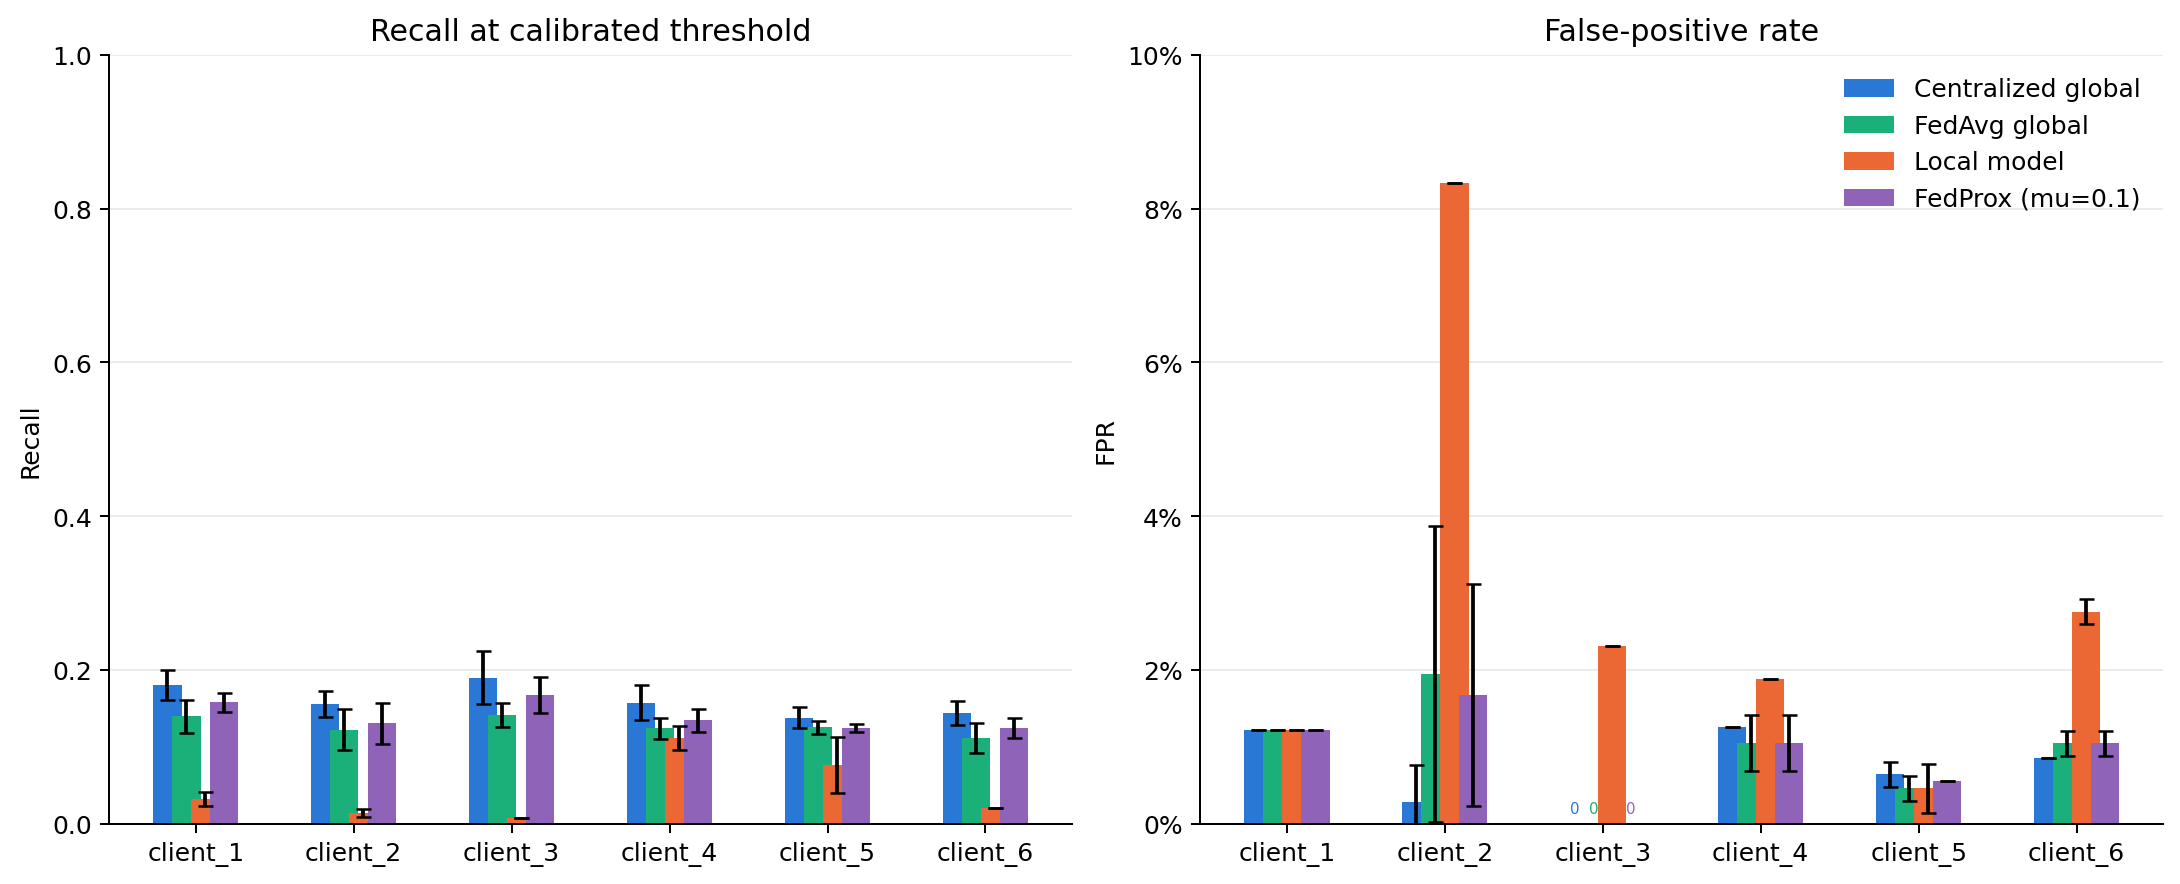 Recall at calibrated threshold
1.0
0.8
0.6
0.4
0.2
0.0
Recall
client_1 client_2 client_3 client_4 client_5 client_6
False-positive rate
10%
8%
6%
4%
2%
0%
FPR
Centralized global
FedAvg global
Local model
FedProx (mu=0.1)
0 0 0
client_1 client_2 client_3 client_4 client_5 client_6